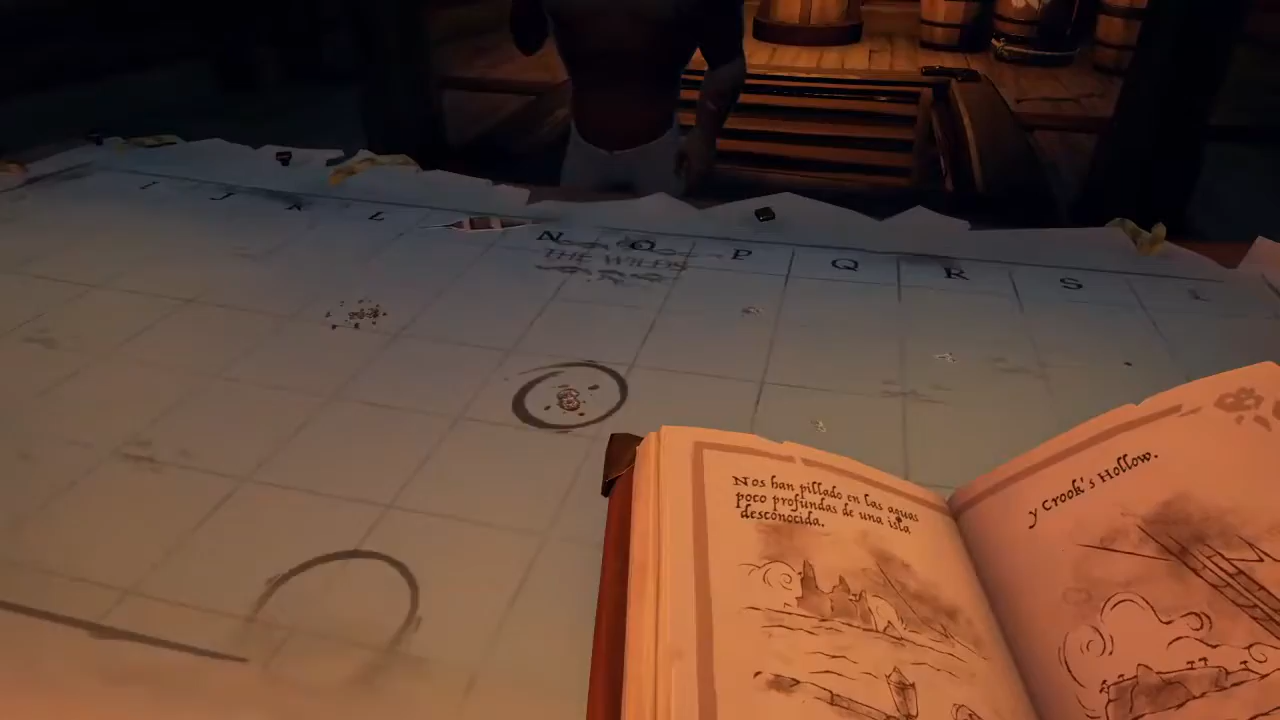 I J K L N O P Q R S
THE WILDS
Nos han pillado en las aguas
poco profundas de una isla
desconocida.
y Crook's Hollow.